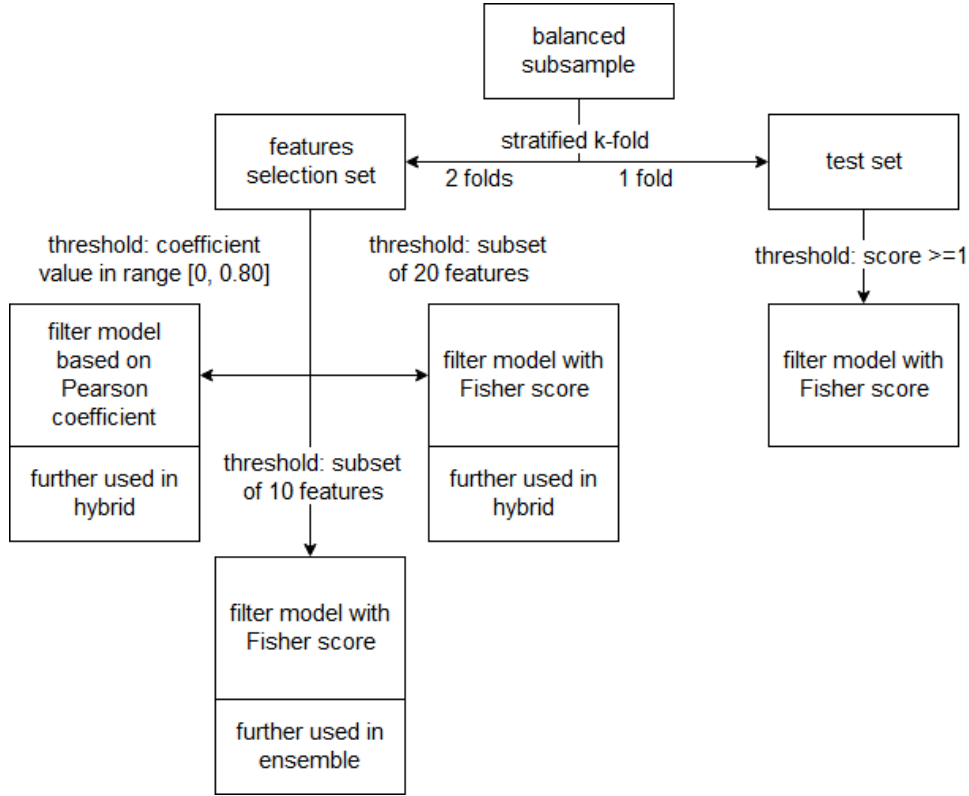 balanced
subsample
stratified k-fold
2 folds
1 fold
features
selection set
test set
threshold: coefficient
value in range [0, 0.80]
threshold: subset
of 20 features
threshold: score >=1
filter model
based on
Pearson
coefficient
further used in
hybrid
filter model with
Fisher score
further used in
hybrid
filter model with
Fisher score
threshold: subset
of 10 features
filter model with
Fisher score
further used in
ensemble